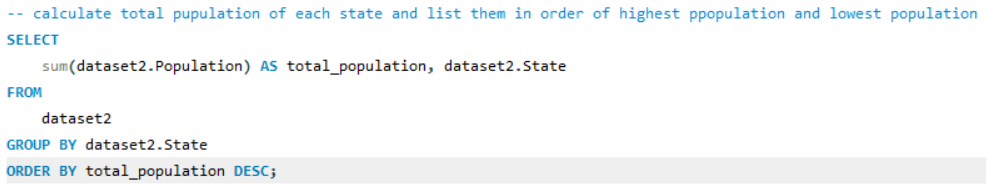 -- calculate total pupulation of each state and list them in order of highest ppopulation and lowest population
SELECT
    sum(dataset2.Population) AS total_population, dataset2.State
FROM
    dataset2
GROUP BY dataset2.State
ORDER BY total_population DESC;